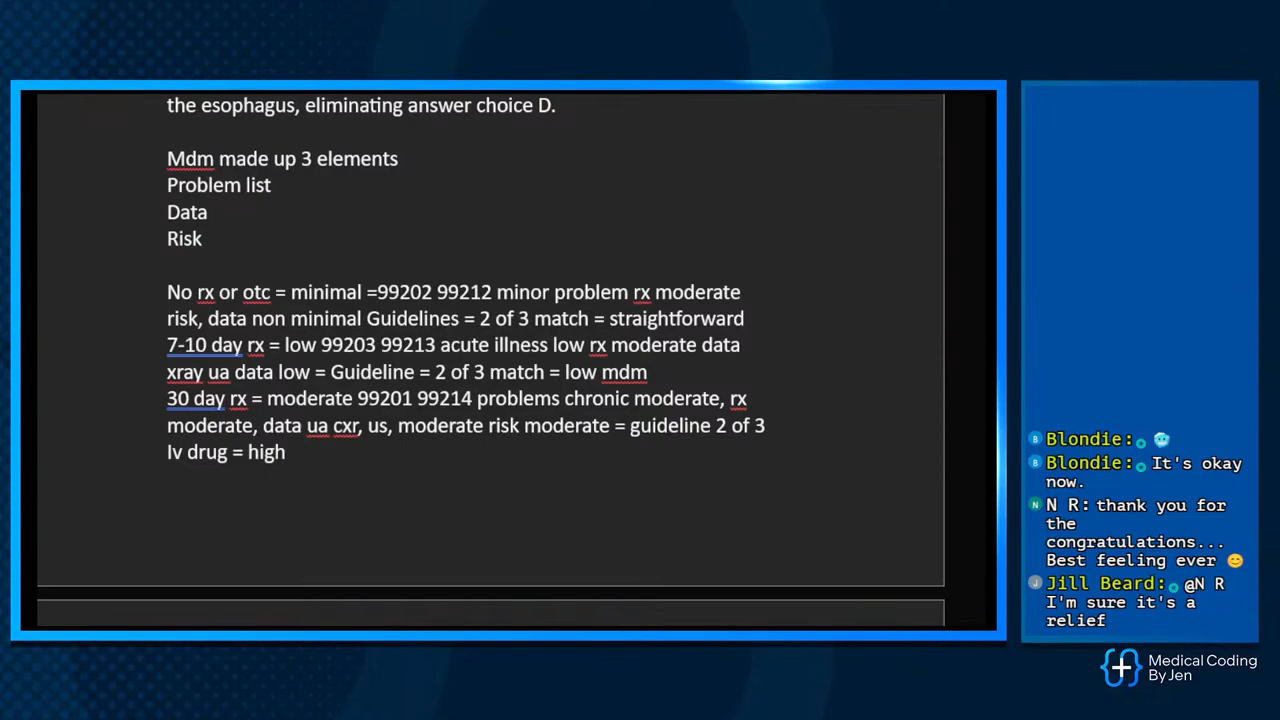 the esophagus, eliminating answer choice D.
Mdm made up 3 elements
Problem list
Data
Risk
No rx or otc = minimal =99202 99212 minor problem rx moderate
risk, data non minimal Guidelines = 2 of 3 match = straightforward
7-10 day rx = low 99203 99213 acute illness low rx moderate data
xray ua data low = Guideline = 2 of 3 match = low mdm
30 day rx = moderate 99201 99214 problems chronic moderate, rx
moderate, data ua cxr, us, moderate risk moderate = guideline 2 of 3
Iv drug = high
B Blondie: 🥶
B Blondie: It's okay
now.
N N R: thank you for
the
congratulations...
Best feeling ever 😊
J Jill Beard: @N R
I'm sure it's a
relief
Medical Coding
By Jen